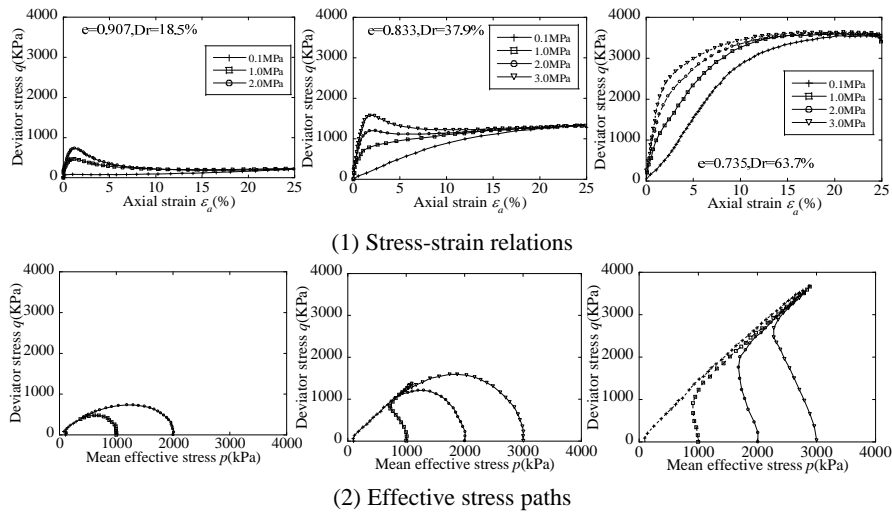 4000
3000
2000
1000
0
Deviator stress q(KPa)
e=0.907,Dr=18.5%
0.1MPa
1.0MPa
2.0MPa
0 5 10 15 20 25
Axial strain εa(%)
4000
3000
2000
1000
0
Deviator stress q(KPa)
e=0.833,Dr=37.9%
0.1MPa
1.0MPa
2.0MPa
3.0MPa
0 5 10 15 20 25
Axial strain εa(%)
4000
3000
2000
1000
0
Deviator stress q(KPa)
0.1MPa
1.0MPa
2.0MPa
3.0MPa
e=0.735,Dr=63.7%
0 5 10 15 20 25
Axial strain εa(%)
(1) Stress-strain relations
4000
3000
2000
1000
0
Deviator stress q(KPa)
0 1000 2000 3000 4000
Mean effective stress p(kPa)
4000
3000
2000
1000
0
Deviator stress q(KPa)
0 1000 2000 3000 4000
Mean effective stress p(kPa)
4000
3000
2000
1000
0
Deviator stress q(KPa)
0 1000 2000 3000 4000
Mean effective stress p(kPa)
(2) Effective stress paths